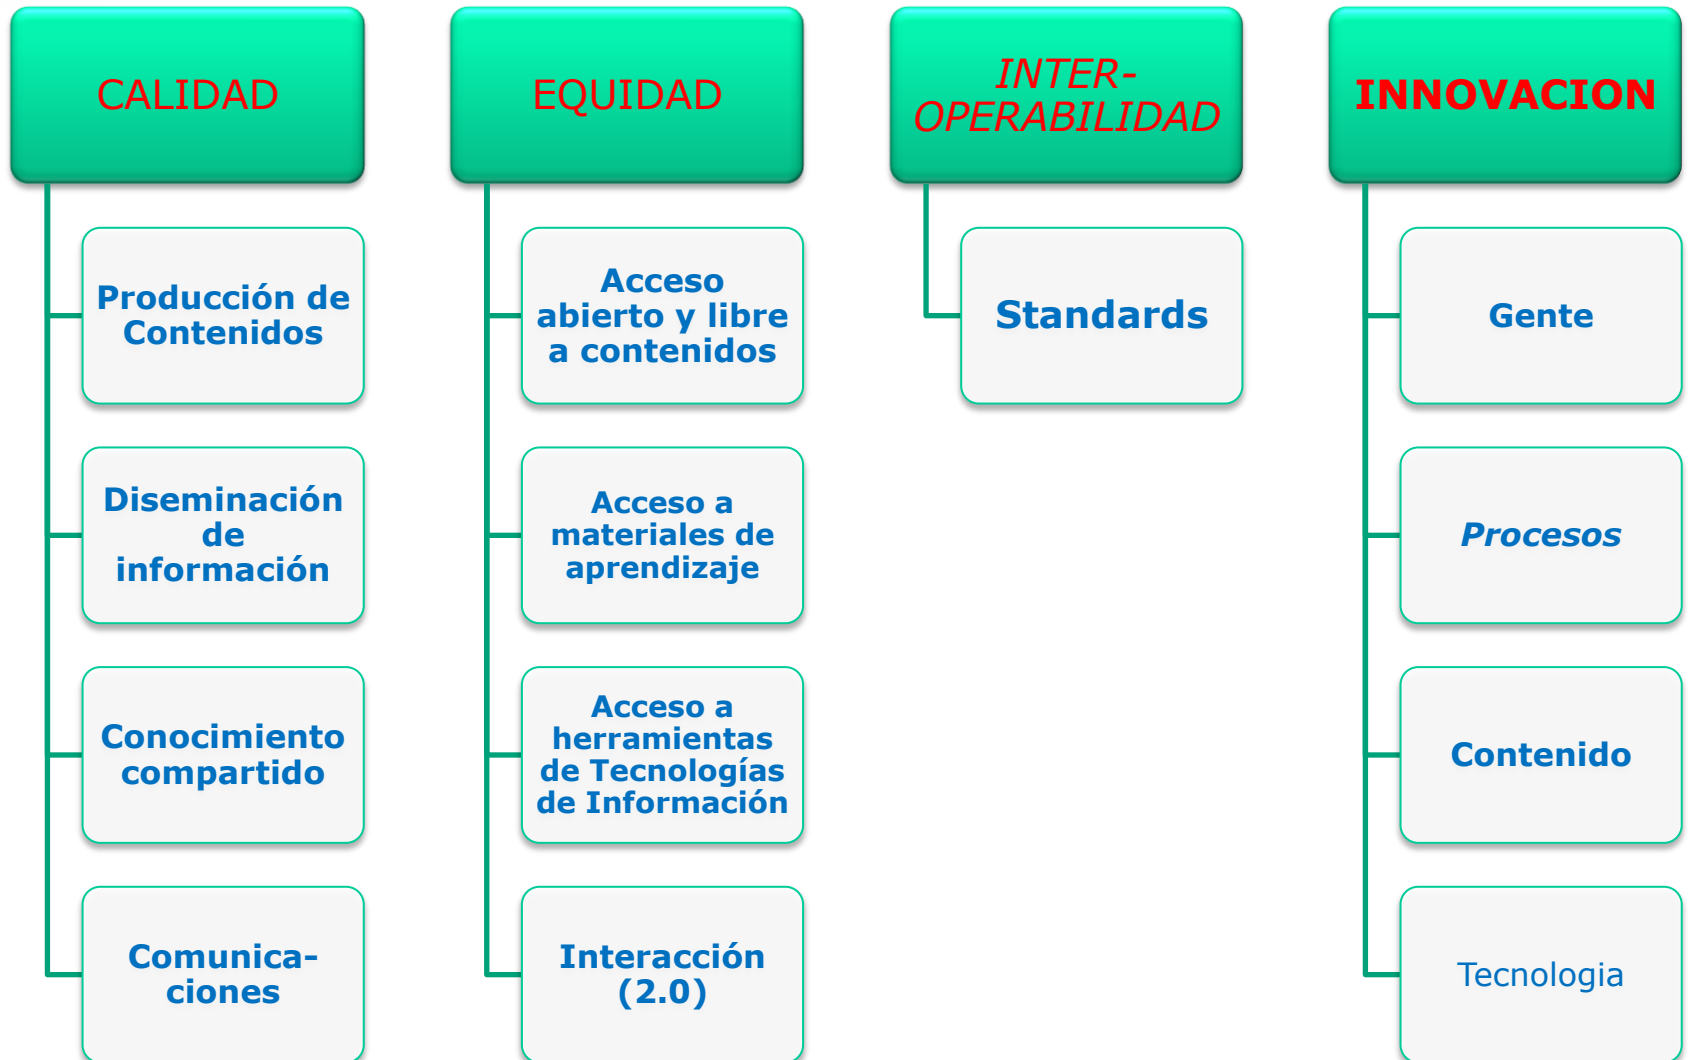 CALIDAD
Producción de
Contenidos
Diseminación
de
información
Conocimiento
compartido
Comunica-
ciones
EQUIDAD
Acceso
abierto y libre
a contenidos
Acceso a
materiales de
aprendizaje
Acceso a
herramientas
de Tecnologías
de Información
Interacción
(2.0)
INTER-
OPERABILIDAD
Standards
INNOVACION
Gente
Procesos
Contenido
Tecnologia